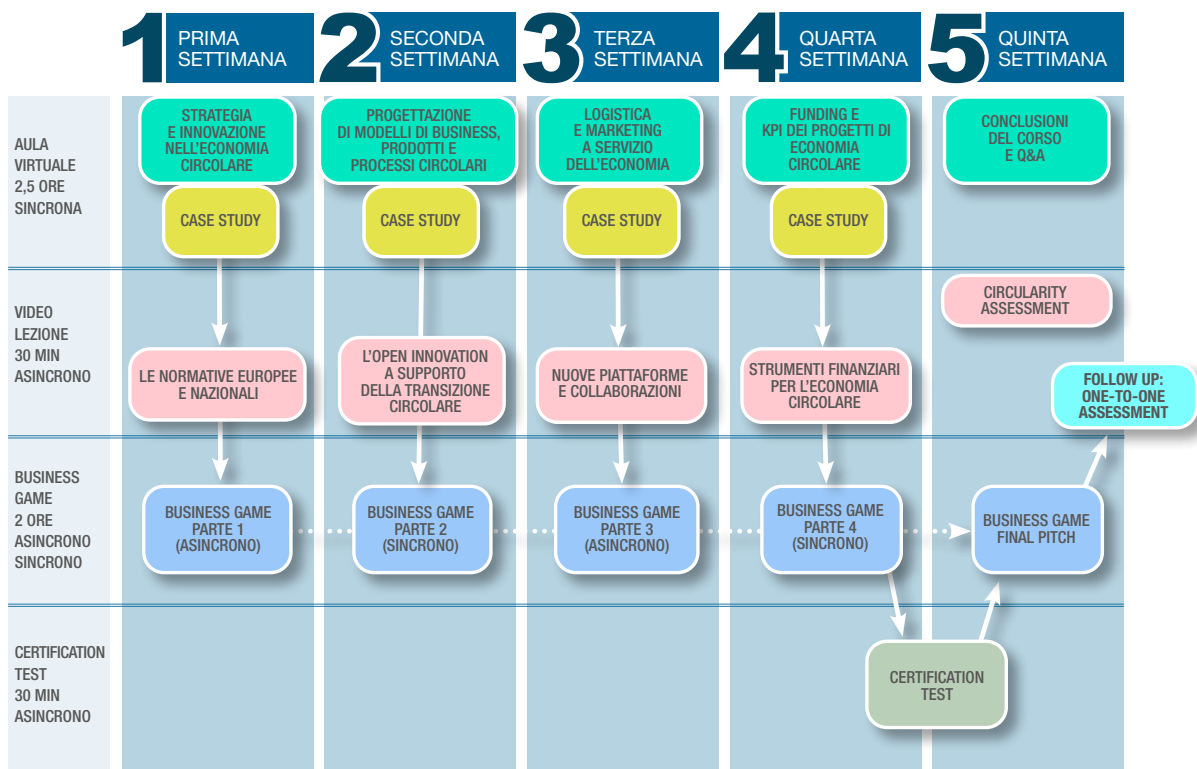 1 PRIMA
SETTIMANA
2 SECONDA
SETTIMANA
3 TERZA
SETTIMANA
4 QUARTA
SETTIMANA
5 QUINTA
SETTIMANA
AULA
VIRTUALE
2,5 ORE
SINCRONA
STRATEGIA
E INNOVAZIONE
NELL'ECONOMIA
CIRCOLARE
PROGETTAZIONE
DI MODELLI DI BUSINESS,
PRODOTTI E
PROCESSI CIRCOLARI
LOGISTICA
E MARKETING
A SERVIZIO
DELL'ECONOMIA
FUNDING E
KPI DEI PROGETTI DI
ECONOMIA
CIRCOLARE
CONCLUSIONI
DEL CORSO
E Q&A
CASE STUDY
CASE STUDY
CASE STUDY
CASE STUDY
VIDEO
LEZIONE
30 MIN
ASINCRONO
LE NORMATIVE EUROPEE
E NAZIONALI
L'OPEN INNOVATION
A SUPPORTO
DELLA TRANSIZIONE
CIRCOLARE
NUOVE PIATTAFORME
E COLLABORAZIONI
STRUMENTI FINANZIARI
PER L'ECONOMIA
CIRCOLARE
CIRCULARITY
ASSESSMENT
FOLLOW UP:
ONE-TO-ONE
ASSESSMENT
BUSINESS
GAME
2 ORE
ASINCRONO
SINCRONO
BUSINESS GAME
PARTE 1
(ASINCRONO)
BUSINESS GAME
PARTE 2
(SINCRONO)
BUSINESS GAME
PARTE 3
(ASINCRONO)
BUSINESS GAME
PARTE 4
(SINCRONO)
BUSINESS GAME
FINAL PITCH
CERTIFICATION
TEST
30 MIN
ASINCRONO
CERTIFICATION
TEST